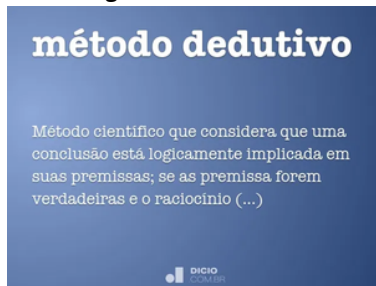 método dedutivo
Método científico que considera que uma
conclusão está logicamente implicada em
suas premissas; se as premissa forem
verdadeiras e o raciocínio (...)
DICIO
COM.BR